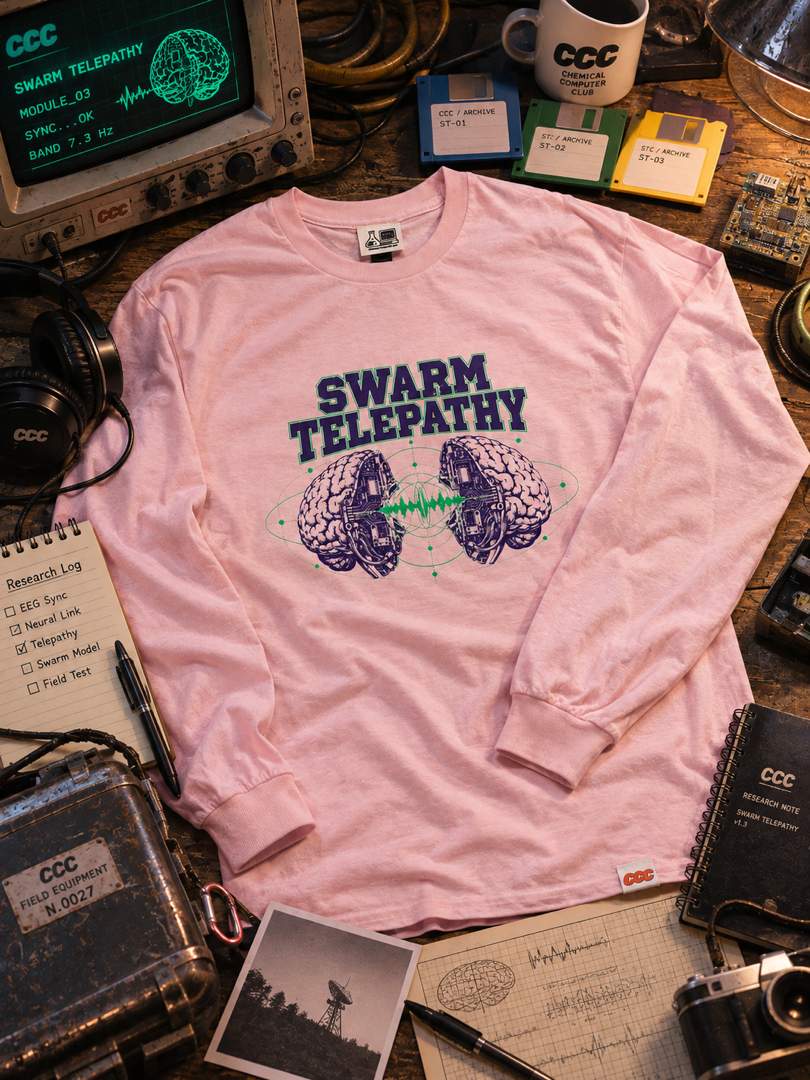 CCC
SWARM TELEPATHY
MODULE_03
SYNC...OK
BAND 7.3 Hz
CCC
CCC
CHEMICAL
COMPUTER
CLUB
CCC / ARCHIVE
ST-01
ST: / ARCHIVE
ST-02
STC / ARCHIVE
ST-03
CCC
SWARM
TELEPATHY
Research Log
EEG Sync
Neural Link
Telepathy
Swarm Model
Field Test
CCC
RESEARCH NOTE
SWARM TELEPATHY
v1.3
CCC
FIELD EQUIPMENT
N.0027
CCC